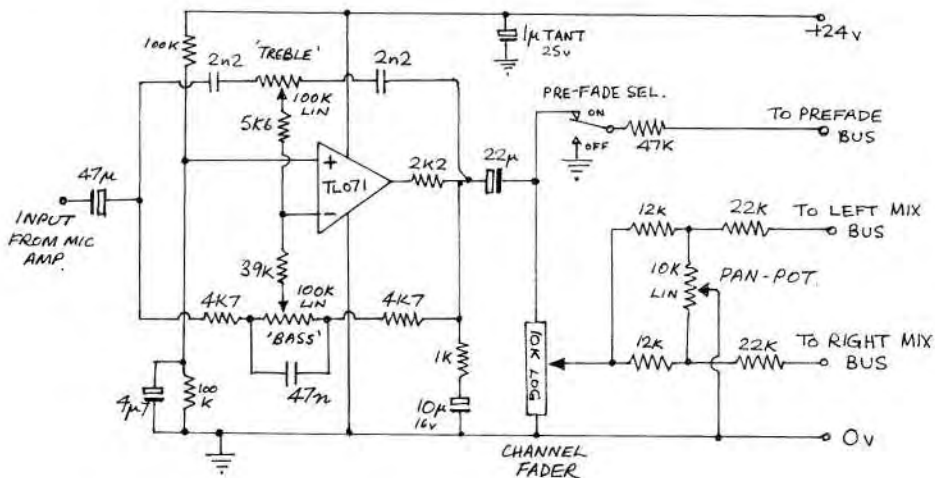 100K
'TREBLE'
2n2
2n2
100K
LIN
5K6
1µ TANT
25v
+24v
PRE-FADE SEL.
ON
OFF
47K
TO PREFADE
BUS
47µ
INPUT
FROM MIC
AMP.
+
TL071
−
2K2
22µ
39K
100K
LIN
4K7
'BASS'
4K7
47n
4µ7
100
K
1K
10µ
16v
10K LOG
CHANNEL
FADER
12K
22K
TO LEFT MIX
BUS
10K
LIN
PAN-POT.
12K
22K
TO RIGHT MIX
BUS
0v